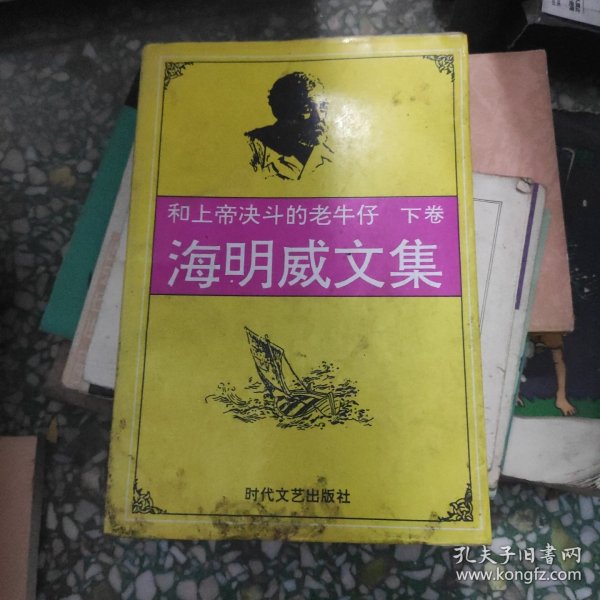 和上帝决斗的老牛仔 下卷
海明威文集
时代文艺出版社
孔夫子旧书网
www.kongfz.com